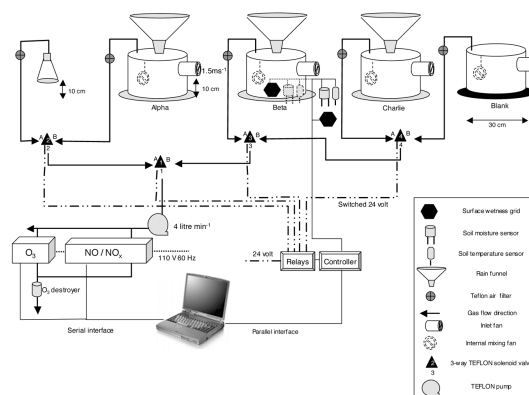 1.5ms⁻¹
10 cm
10 cm
Alpha
Beta
Charlie
Blank
30 cm
A B
2
A B
3
A B
4
A B
1
Switched 24 volt
4 litre min⁻¹
O₃
NO / NOₓ
110 V 60 Hz
24 volt
Relays
Controller
O₃ destroyer
Serial interface
Parallel interface
Legend
Surface wetness grid
Soil moisture sensor
Soil temperature sensor
Rain funnel
Teflon air filter
Gas flow direction
Inlet fan
Internal mixing fan
3
3-way TEFLON solenoid valve
TEFLON pump